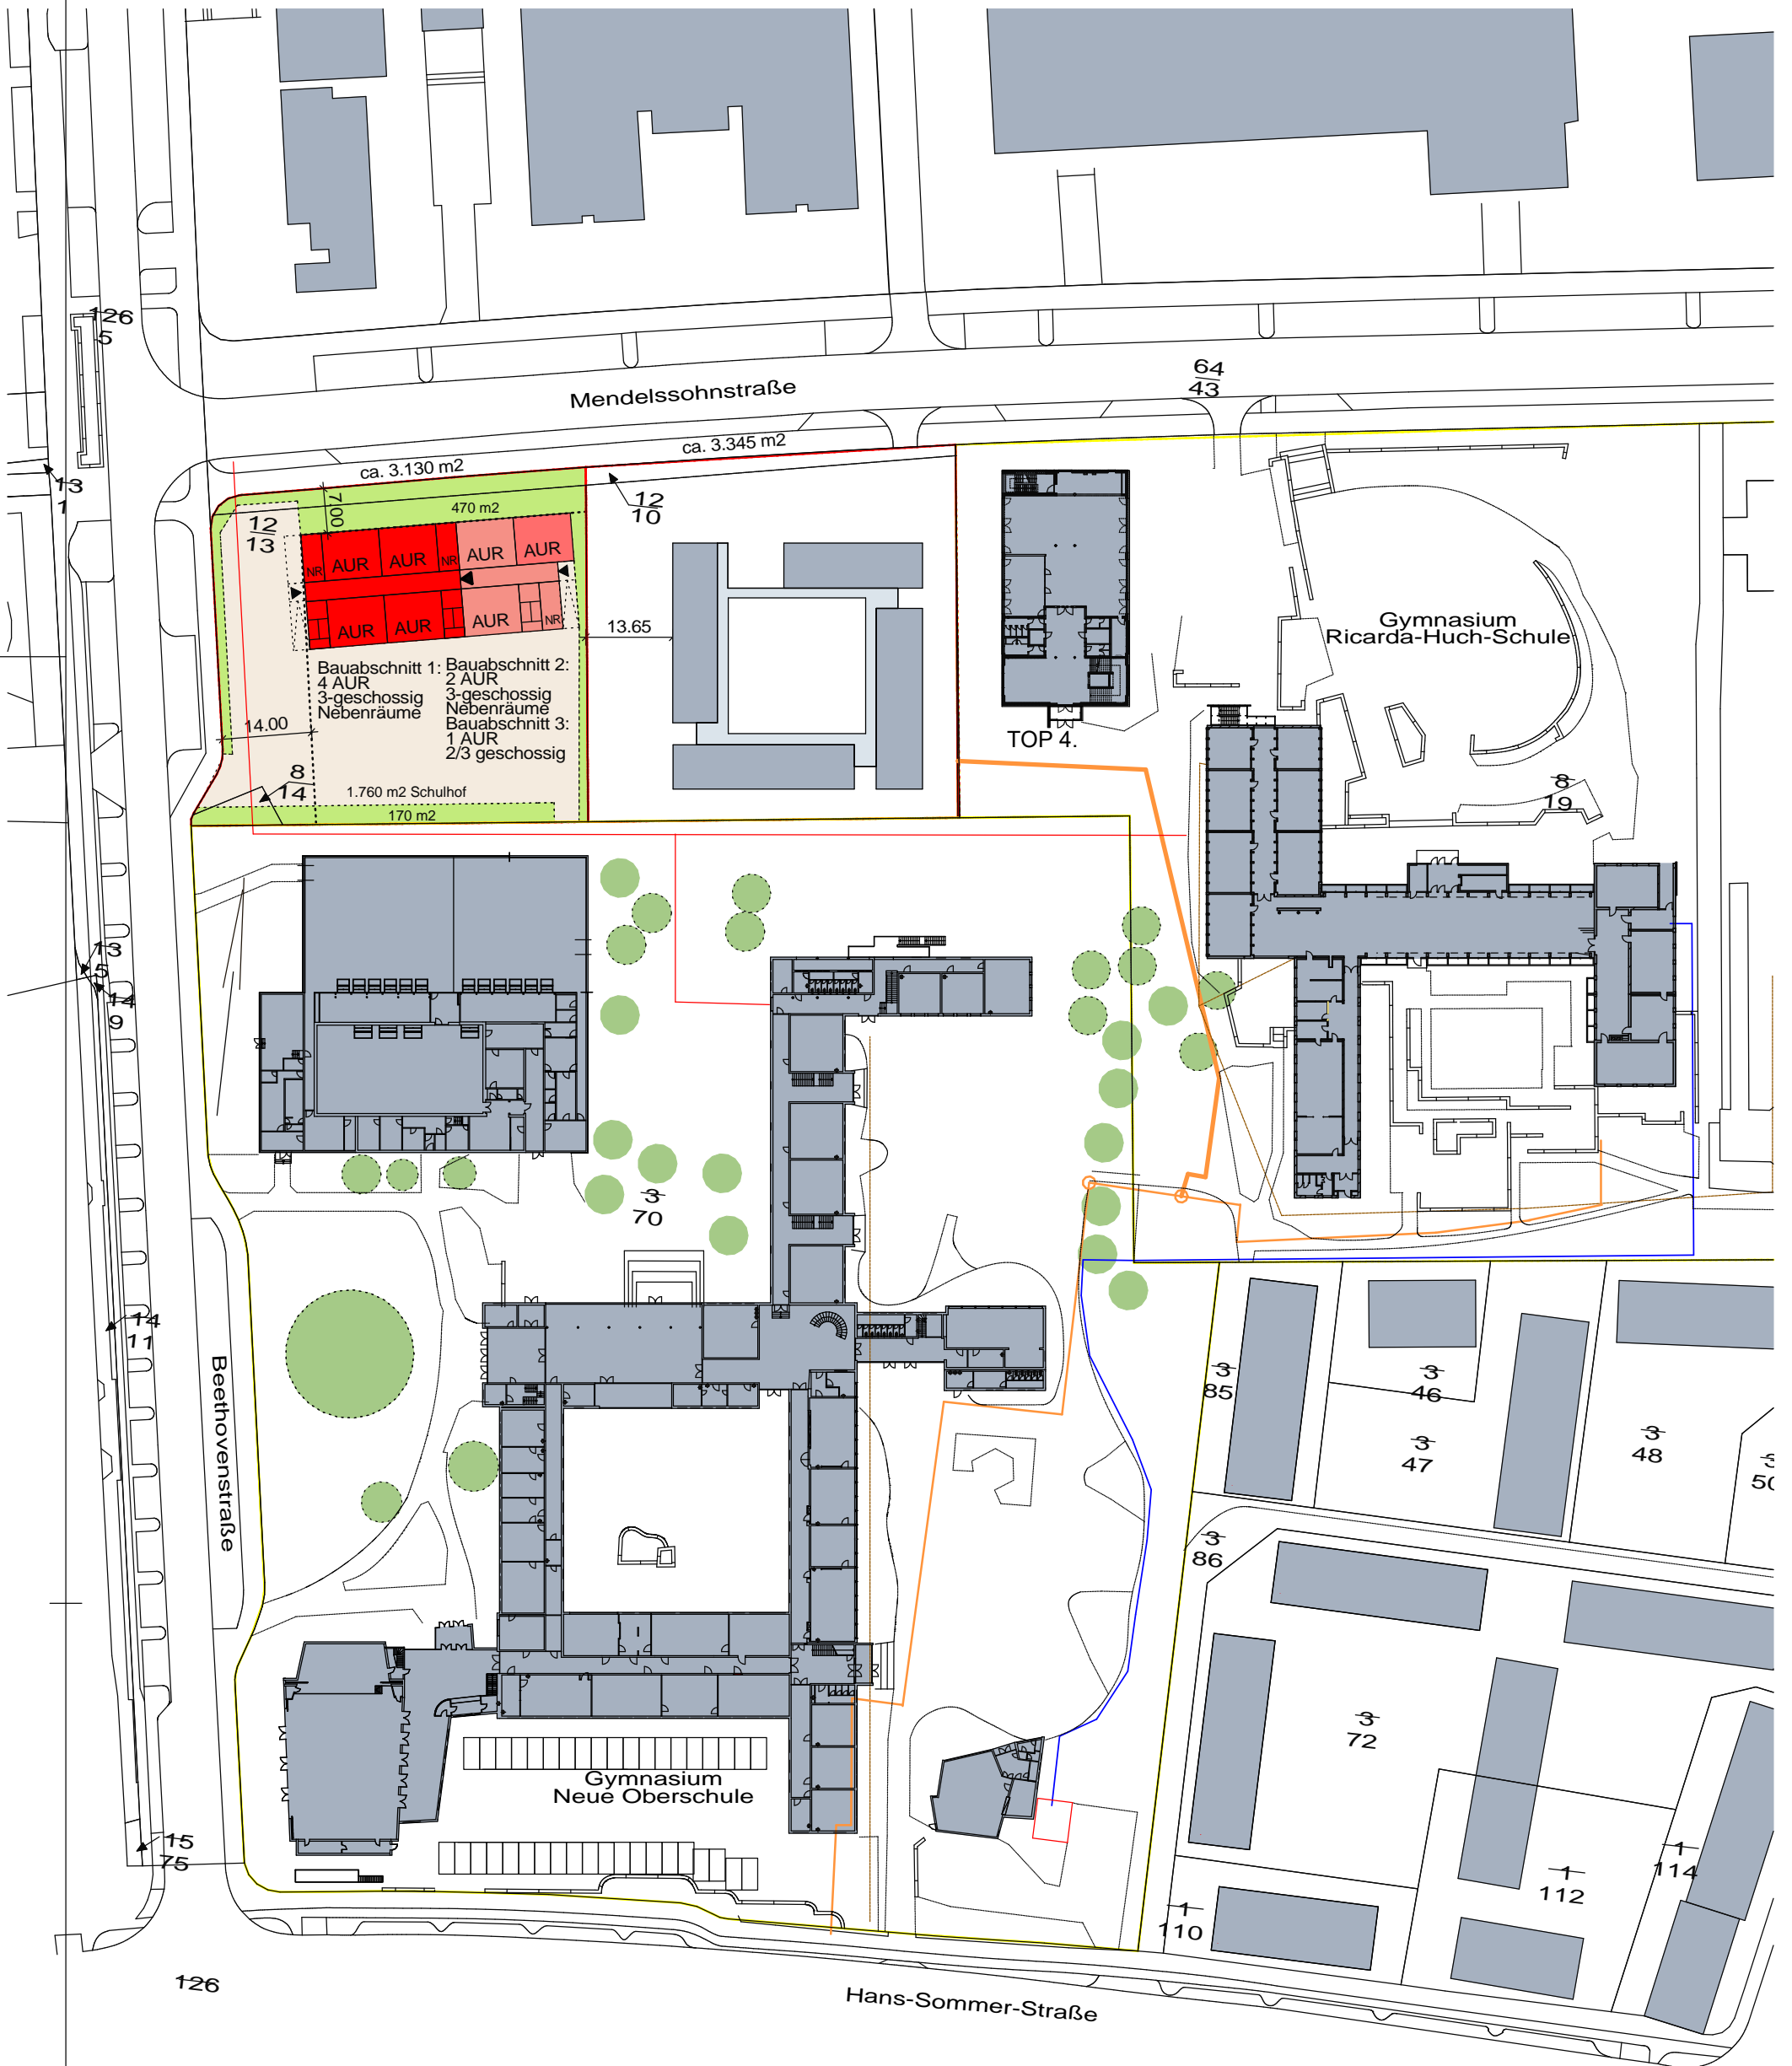 126
5
64
43
Mendelssohnstraße
ca. 3.345 m2
ca. 3.130 m2
13
1
7.00
470 m2
12
10
12
13
NR
AUR
AUR
NR
AUR
AUR
AUR
AUR
AUR
NR
13.65
Gymnasium
Ricarda-Huch-Schule
Bauabschnitt 1:
4 AUR
3-geschossig
Nebenräume
Bauabschnitt 2:
2 AUR
3-geschossig
Nebenräume
Bauabschnitt 3:
1 AUR
2/3 geschossig
14.00
TOP 4.
8
14
1.760 m2 Schulhof
170 m2
8
19
13
5
14
9
3
70
14
11
Beethovenstraße
3
85
3
46
3
47
3
48
3
50
3
86
3
72
Gymnasium
Neue Oberschule
15
75
1
114
1
112
1
110
126
Hans-Sommer-Straße